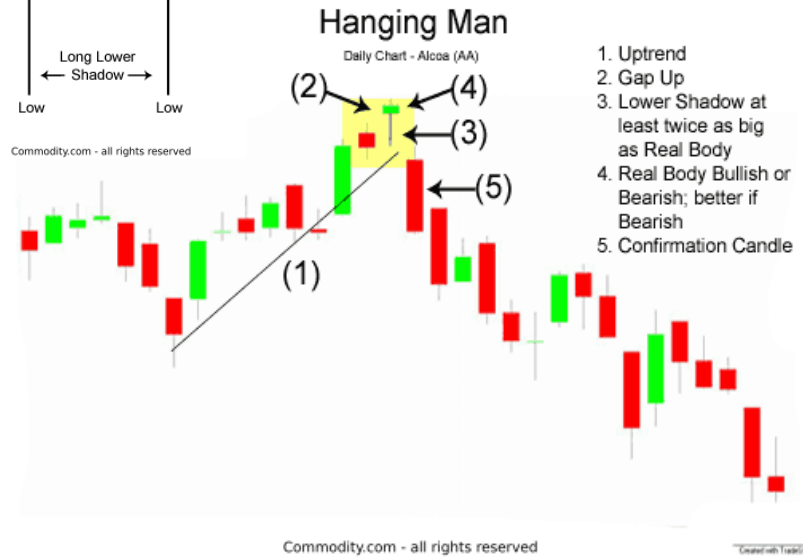 Hanging Man
Daily Chart - Alcoa (AA)
Long Lower
Shadow
Low
Low
Commodity.com - all rights reserved
(2)
(4)
(3)
(5)
(1)
1. Uptrend
2. Gap Up
3. Lower Shadow at
least twice as big
as Real Body
4. Real Body Bullish or
Bearish; better if
Bearish
5. Confirmation Candle
Commodity.com - all rights reserved
Created with